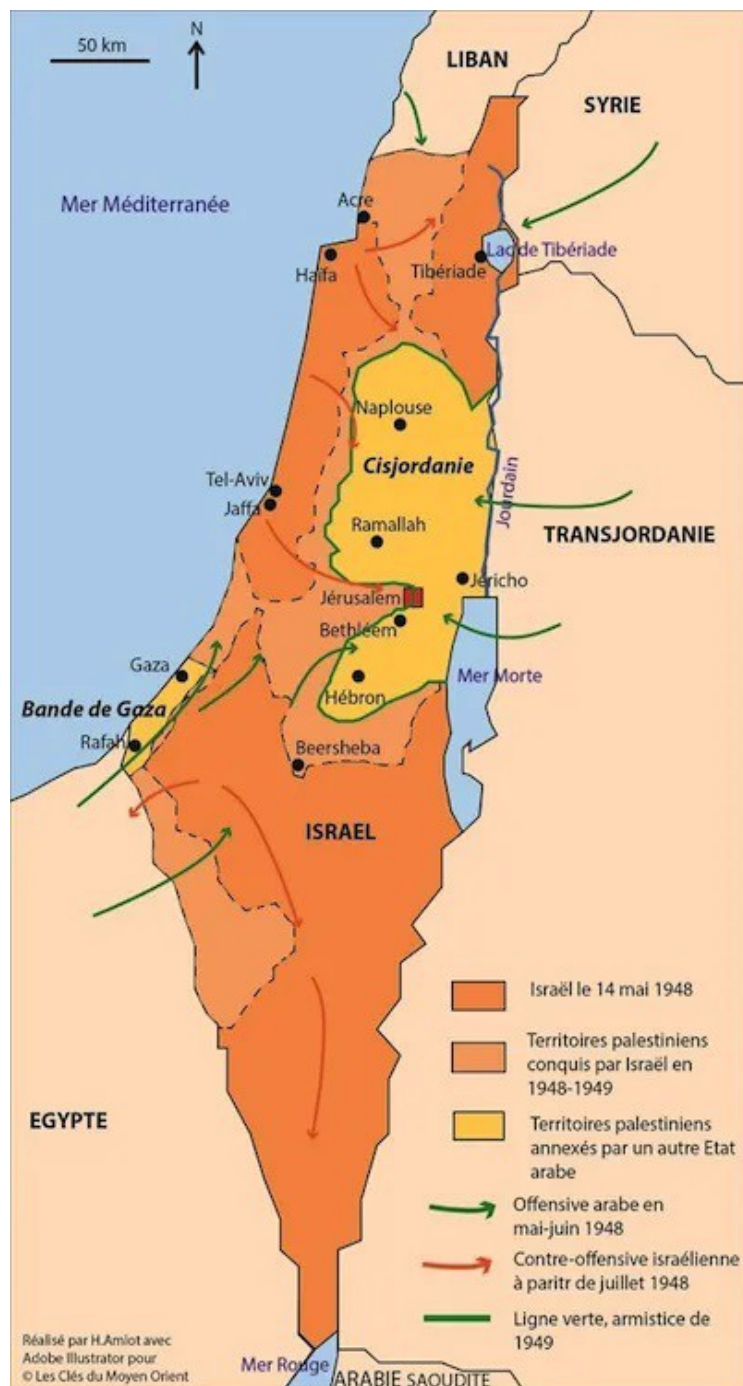 50 km
N
LIBAN
SYRIE
Mer Méditerranée
Acre
Lac de Tibériade
Haïfa
Tibériade
Naplouse
Cisjordanie
Tel-Aviv
Jaffa
Jourdain
Ramallah
TRANSJORDANIE
Jéricho
Jérusalem
Bethléem
Gaza
Mer Morte
Hébron
Bande de Gaza
Rafah
Beersheba
ISRAEL
Israël le 14 mai 1948
Territoires palestiniens
conquis par Israël en
1948-1949
EGYPTE
Territoires palestiniens
annexés par un autre Etat
arabe
Offensive arabe en
mai-juin 1948
Contre-offensive israélienne
à paritr de juillet 1948
Ligne verte, armistice de
1949
Réalisé par H.Amiot avec
Adobe Illustrator pour
© Les Clés du Moyen Orient
Mer Rouge
ARABIE SAOUDITE